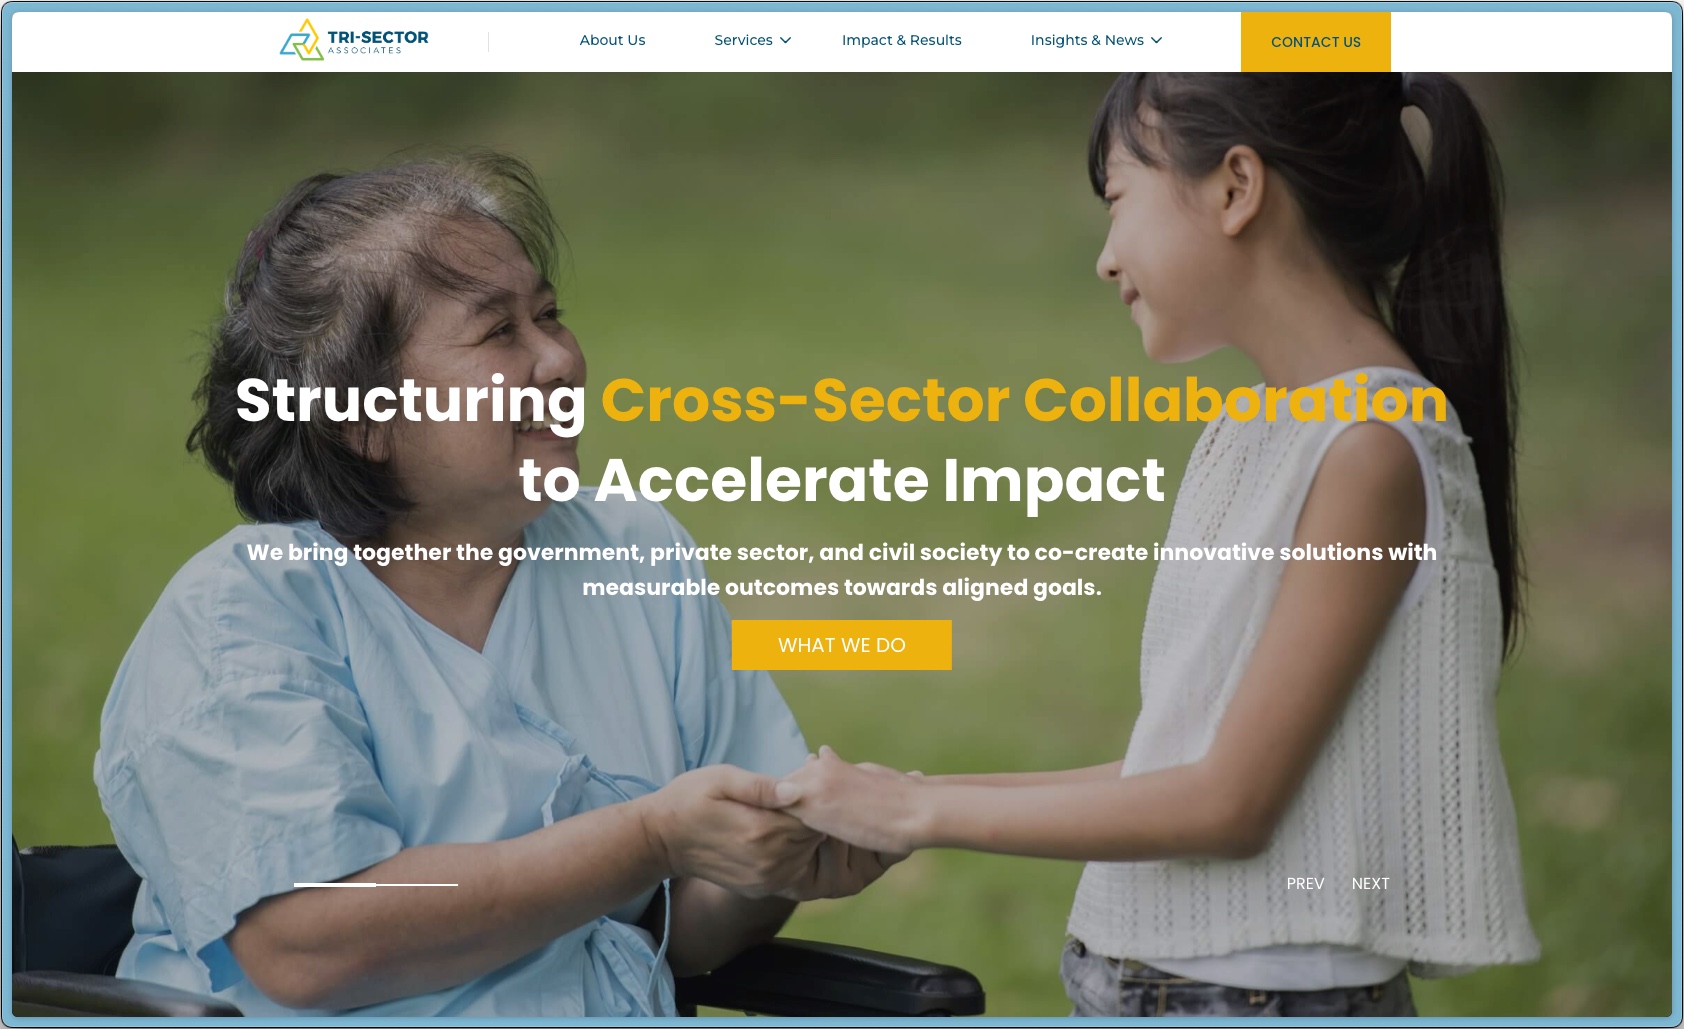 TRI-SECTOR
ASSOCIATES
About Us
Services
Impact & Results
Insights & News
CONTACT US
Structuring Cross-Sector Collaboration
to Accelerate Impact
We bring together the government, private sector, and civil society to co-create innovative solutions with
measurable outcomes towards aligned goals.
WHAT WE DO
PREV
NEXT